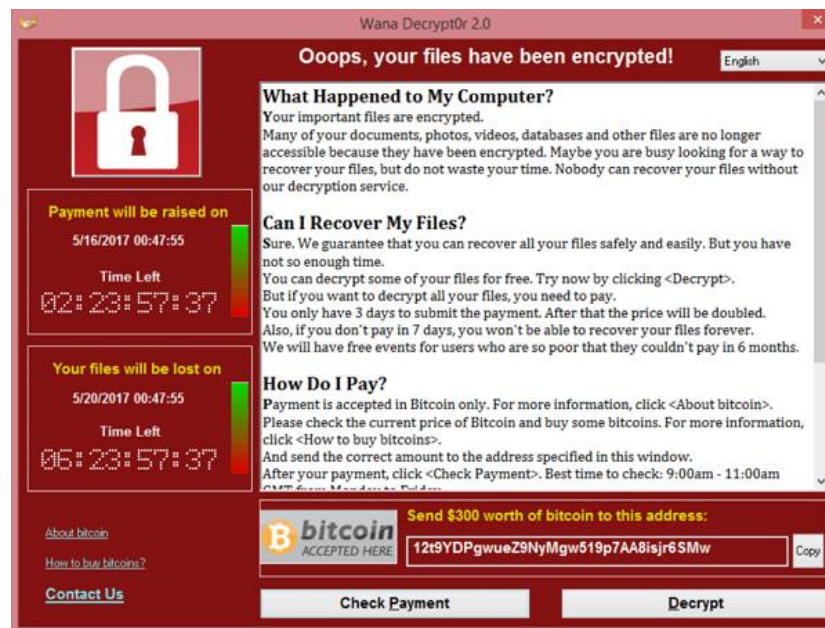 Wana Decrypt0r 2.0
Ooops, your files have been encrypted!
English
Payment will be raised on
5/16/2017 00:47:55
Time Left
02:23:57:37
Your files will be lost on
5/20/2017 00:47:55
Time Left
06:23:57:37
About bitcoin
How to buy bitcoins?
Contact Us
What Happened to My Computer?
Your important files are encrypted.
Many of your documents, photos, videos, databases and other files are no longer
accessible because they have been encrypted. Maybe you are busy looking for a way to
recover your files, but do not waste your time. Nobody can recover your files without
our decryption service.
Can I Recover My Files?
Sure. We guarantee that you can recover all your files safely and easily. But you have
not so enough time.
You can decrypt some of your files for free. Try now by clicking <Decrypt>.
But if you want to decrypt all your files, you need to pay.
You only have 3 days to submit the payment. After that the price will be doubled.
Also, if you don't pay in 7 days, you won't be able to recover your files forever.
We will have free events for users who are so poor that they couldn't pay in 6 months.
How Do I Pay?
Payment is accepted in Bitcoin only. For more information, click <About bitcoin>.
Please check the current price of Bitcoin and buy some bitcoins. For more information,
click <How to buy bitcoins>.
And send the correct amount to the address specified in this window.
After your payment, click <Check Payment>. Best time to check: 9:00am - 11:00am
GMT from Monday to Friday
bitcoin
ACCEPTED HERE
Send $300 worth of bitcoin to this address:
12t9YDPgwueZ9NyMgw519p7AA8isjr6SMw
Copy
Check Payment
Decrypt